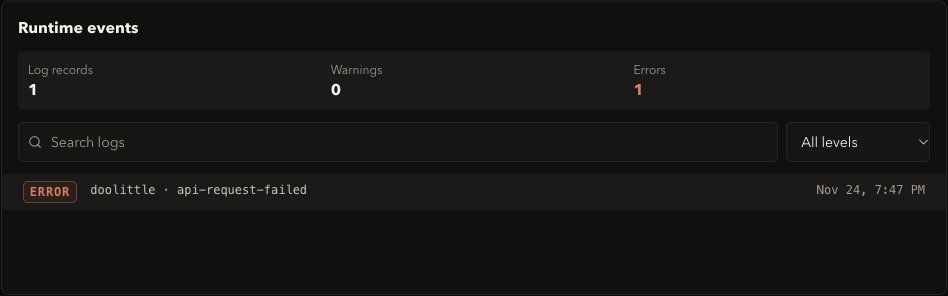 Runtime events
Log records
1
Warnings
0
Errors
1
Search logs
All levels
ERROR doolittle · api-request-failed Nov 24, 7:47 PM